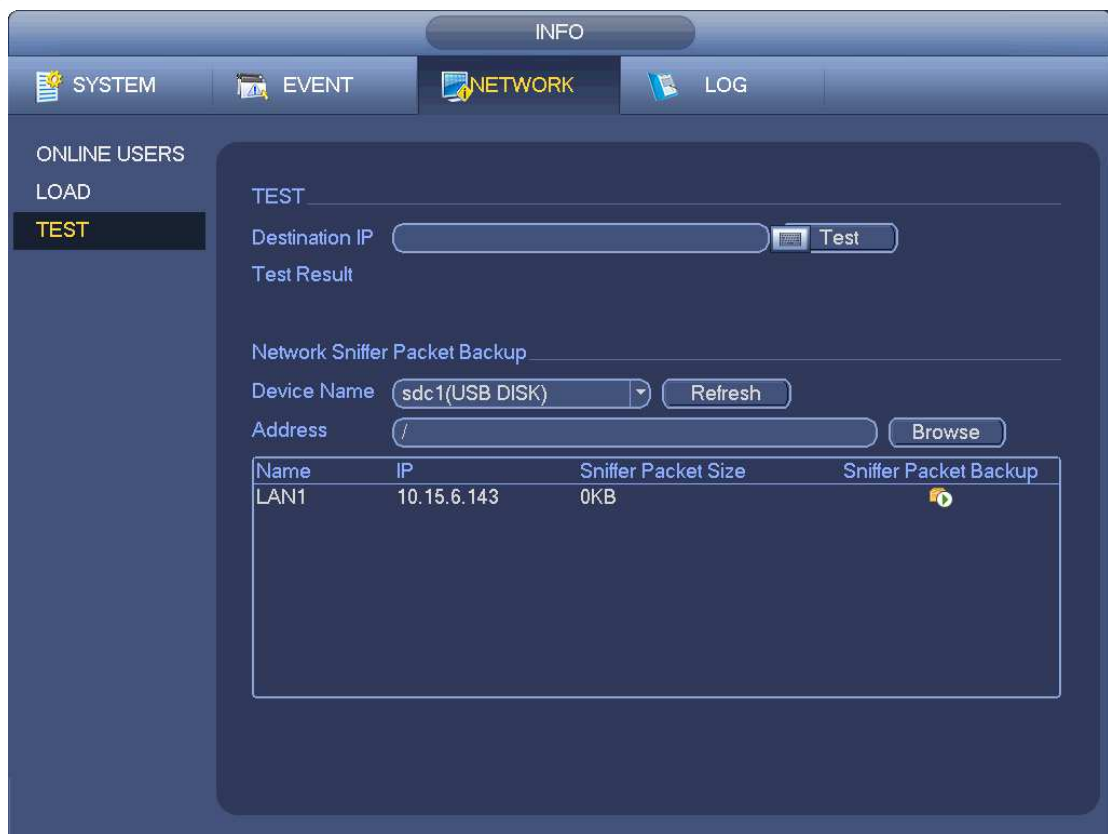 INFO
SYSTEM EVENT NETWORK LOG
ONLINE USERS
LOAD
TEST
TEST
Destination IP Test
Test Result
Network Sniffer Packet Backup
Device Name sdc1(USB DISK) Refresh
Address / Browse
Name IP Sniffer Packet Size Sniffer Packet Backup
LAN1 10.15.6.143 0KB